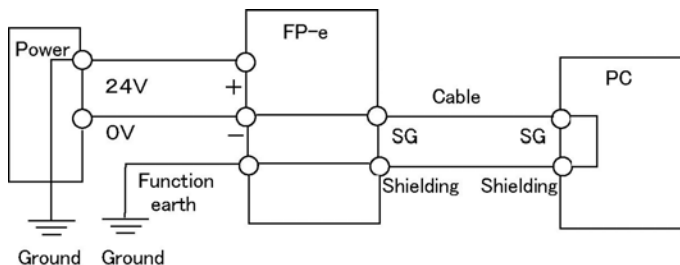 FP-e
Power
PC
24V
+
Cable
0V
−
SG
SG
Function
earth
Shielding
Shielding
Ground
Ground